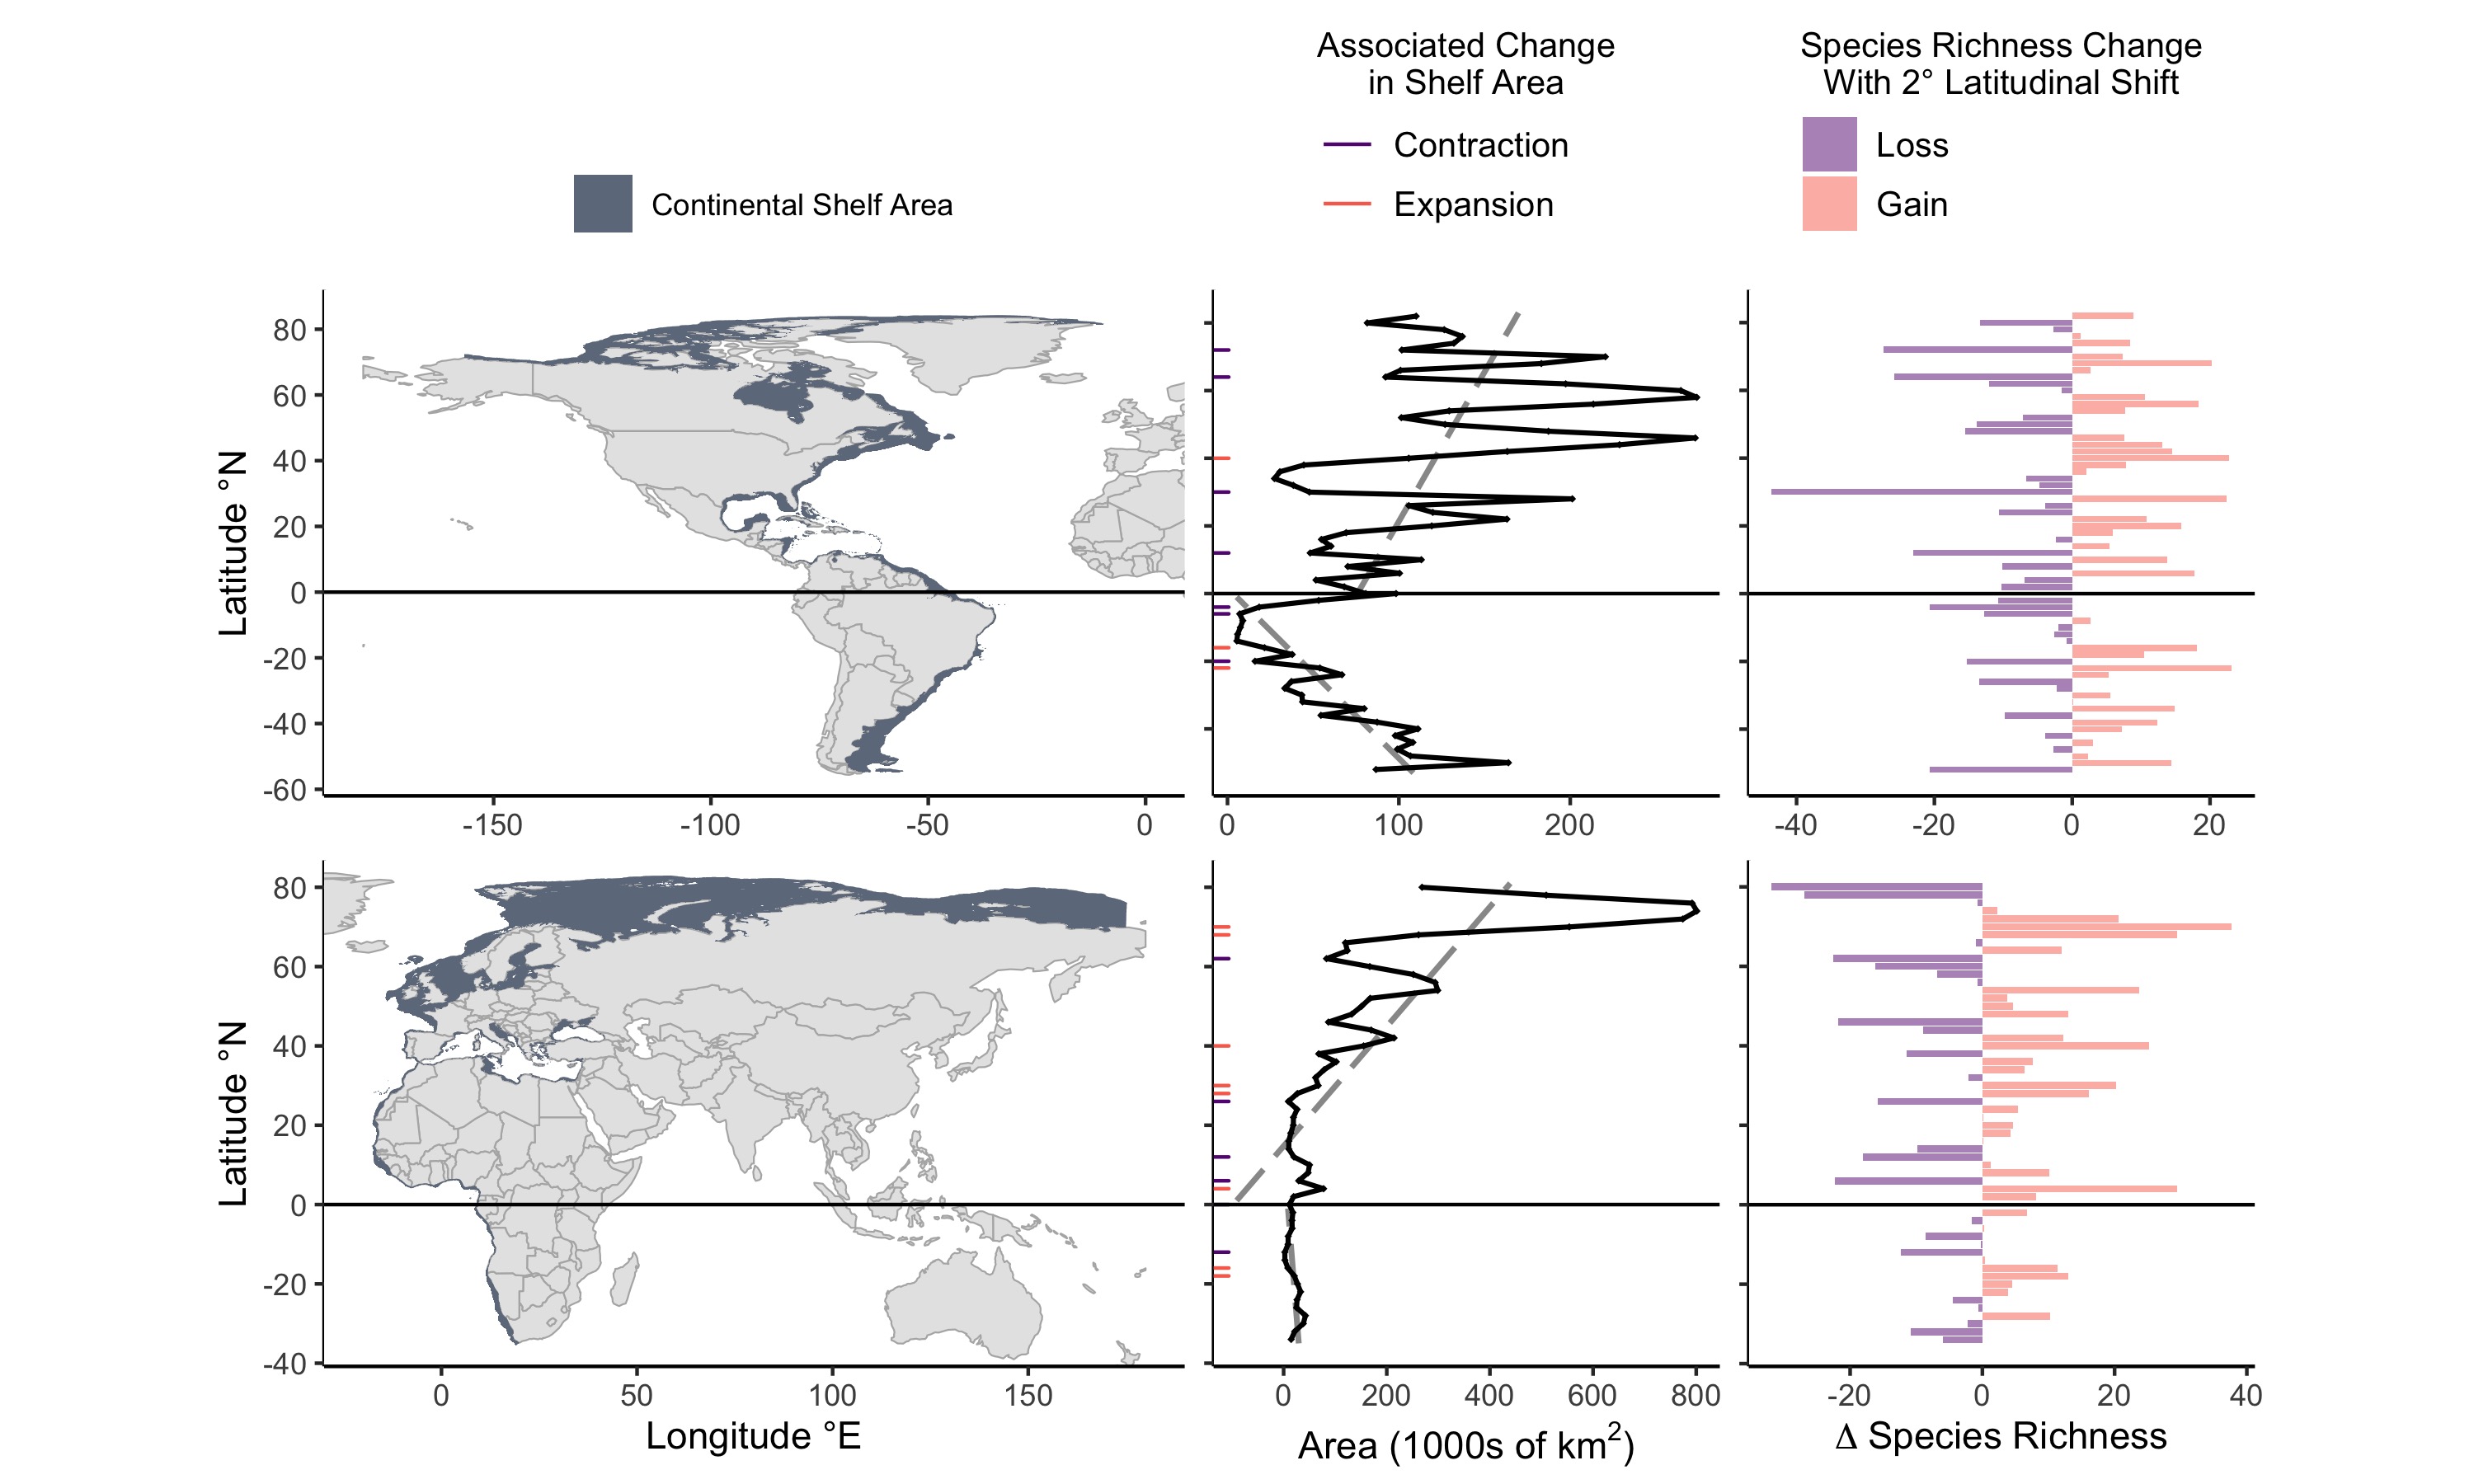 Associated Change
in Shelf Area
Contraction
Expansion
Species Richness Change
With 2° Latitudinal Shift
Loss
Gain
Continental Shelf Area
Latitude °N
80
60
40
20
0
-20
-40
-60
-150
-100
-50
0
0
100
200
-40
-20
0
20
Latitude °N
80
60
40
20
0
-20
-40
0
50
100
150
Longitude °E
0
200
400
600
800
Area (1000s of km²)
-20
0
20
40
Δ Species Richness